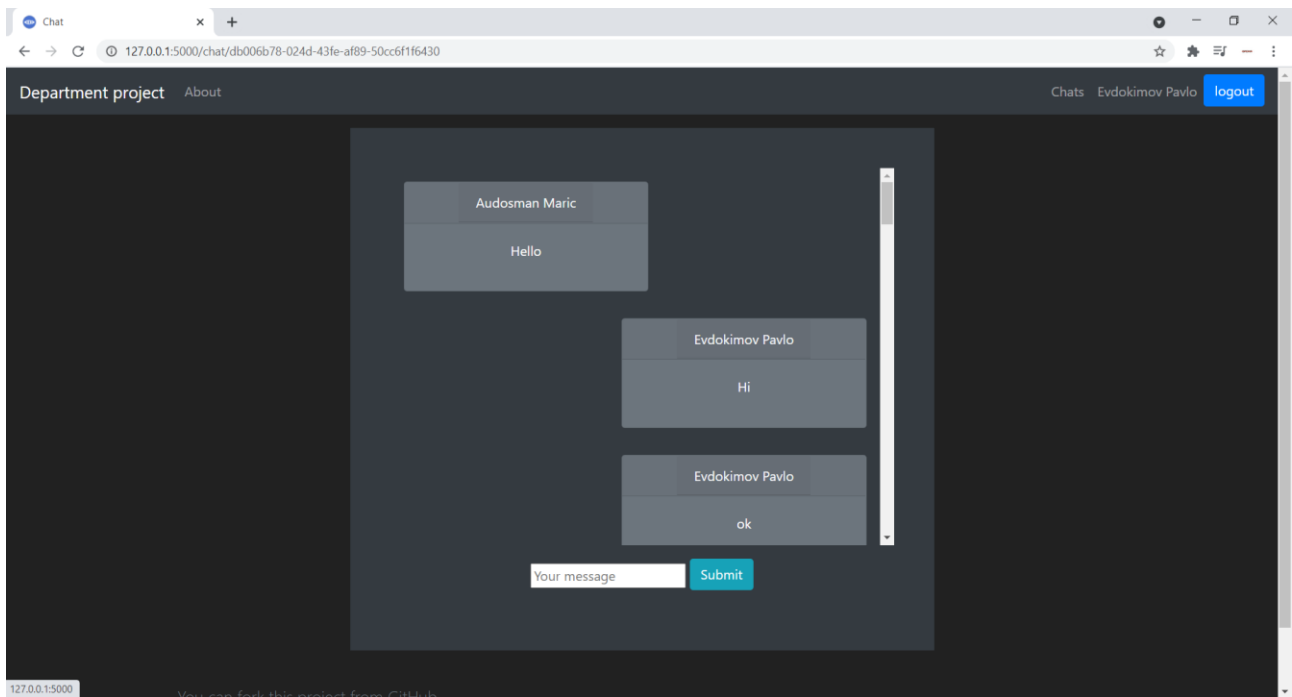 Chat
127.0.0.1:5000/chat/db006b78-024d-43fe-af89-50cc6f1f6430
Department project About Chats Evdokimov Pavlo logout
Audosman Maric
Hello
Evdokimov Pavlo
Hi
Evdokimov Pavlo
ok
Your message Submit
You can fork this project from GitHub
127.0.0.1:5000